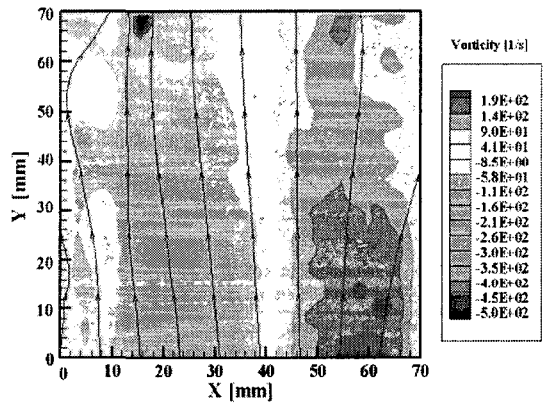 Vorticity [1/s]
1.9E+02
1.4E+02
9.0E+01
4.1E+01
-8.5E+00
-5.8E+01
-1.1E+02
-1.6E+02
-2.1E+02
-2.6E+02
-3.0E+02
-3.5E+02
-4.0E+02
-4.5E+02
-5.0E+02
Y [mm]
70
60
50
40
30
20
10
0
0 10 20 30 40 50 60 70
X [mm]